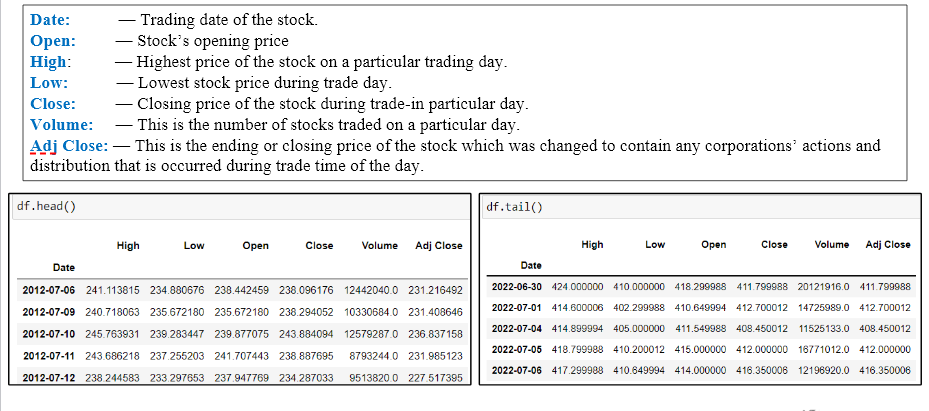 Date: — Trading date of the stock.
Open: — Stock's opening price
High: — Highest price of the stock on a particular trading day.
Low: — Lowest stock price during trade day.
Close: — Closing price of the stock during trade-in particular day.
Volume: — This is the number of stocks traded on a particular day.
Adj Close: — This is the ending or closing price of the stock which was changed to contain any corporations' actions and
distribution that is occurred during trade time of the day.
df.head()
High Low Open Close Volume Adj Close
Date
2012-07-06 241.113815 234.880676 238.442459 238.096176 12442040.0 231.216492
2012-07-09 240.718063 235.672180 235.672180 238.294052 10330684.0 231.408646
2012-07-10 245.763931 239.283447 239.877075 243.884094 12579287.0 236.837158
2012-07-11 243.686218 237.255203 241.707443 238.887695 8793244.0 231.985123
2012-07-12 238.244583 233.297653 237.947769 234.287033 9513820.0 227.517395
df.tail()
High Low Open Close Volume Adj Close
Date
2022-06-30 424.000000 410.000000 418.299988 411.799988 20121916.0 411.799988
2022-07-01 414.600006 402.299988 410.649994 412.700012 14725989.0 412.700012
2022-07-04 414.899994 405.000000 411.549988 408.450012 11525133.0 408.450012
2022-07-05 418.799988 410.200012 415.000000 412.000000 16771012.0 412.000000
2022-07-06 417.299988 410.649994 414.000000 416.350006 12196920.0 416.350006